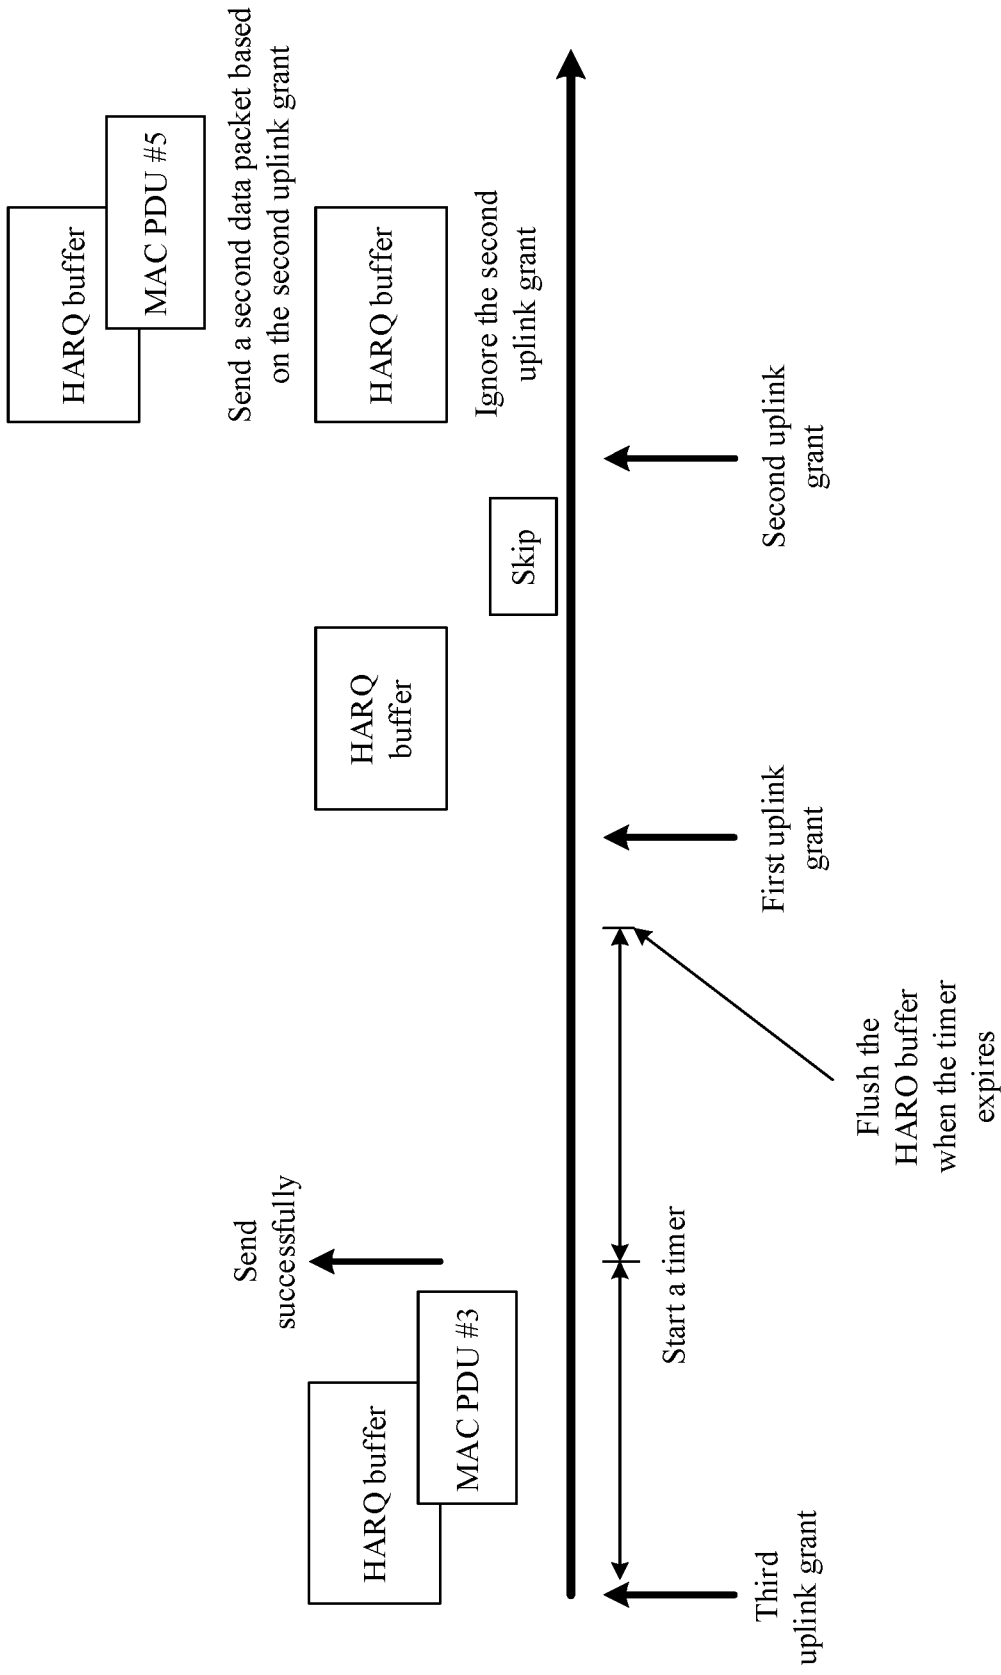 HARQ buffer
MAC PDU #5
Send a second data packet based
on the second uplink grant
Send
successfully
HARQ buffer
MAC PDU #3
HARQ
buffer
Skip
HARQ buffer
Ignore the second
uplink grant
Start a timer
Third
uplink grant
Flush the
HARO buffer
when the timer
expires
First uplink
grant
Second uplink
grant